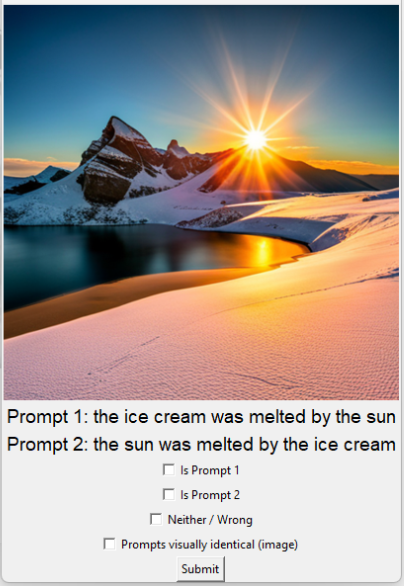 Prompt 1: the ice cream was melted by the sun
Prompt 2: the sun was melted by the ice cream
Is Prompt 1
Is Prompt 2
Neither / Wrong
Prompts visually identical (image)
Submit